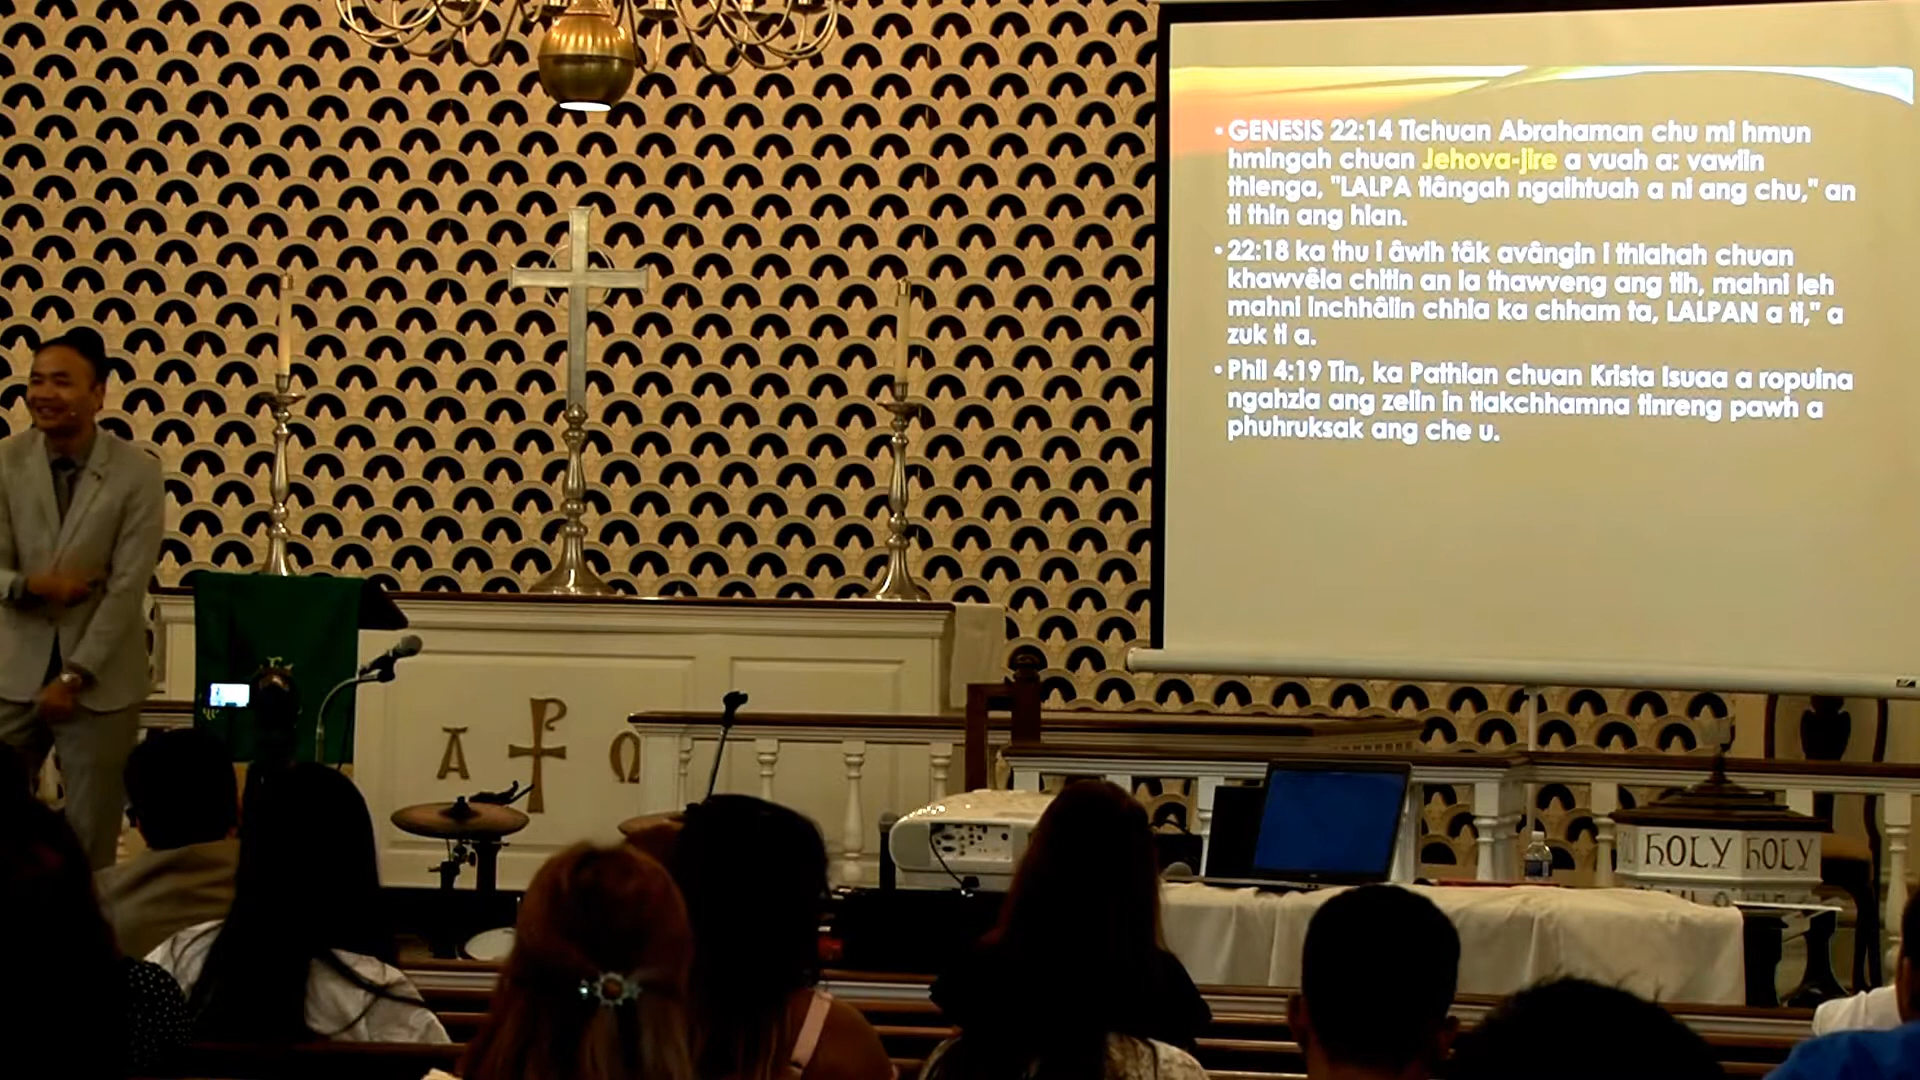 • GENESIS 22:14 Tichuan Abrahaman chu mi hmun
hmingah chuan Jehova-jire a vuah a: vawiin
thlenga, "LALPA tlângah ngaihtuah a ni ang chu," an
ti thin ang hian.
• 22:18 ka thu i âwih tâk avângin i thlahah chuan
khawvêla chitin an la thawveng ang tih, mahni leh
mahni inchhâlin chhia ka chham ta, LALPAN a ti," a
zuk ti a.
• Phil 4:19 Tin, ka Pathian chuan Krista Isuaa a ropuina
ngahzia ang zelin in tlakchhamna tinreng pawh a
phuhruksak ang che u.
Α Ω
HOLY HOLY